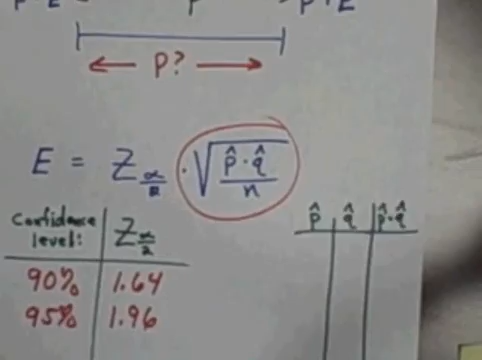 E
P?
E = Z α/2 · √ p̂ · q̂ / n
Confidence level: Z α/2
90% 1.64
95% 1.96
p̂ q̂ p̂·q̂